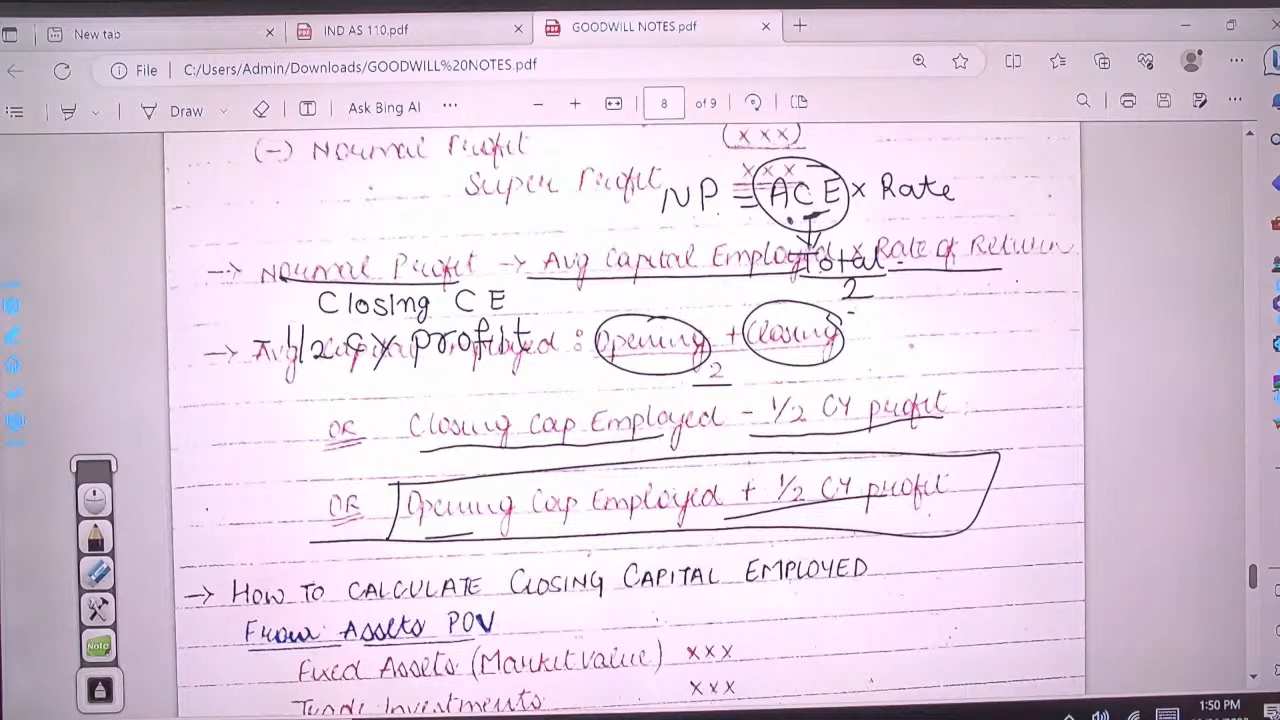 New tab
IND AS 110.pdf
GOODWILL NOTES.pdf
File
C:/Users/Admin/Downloads/GOODWILL%20NOTES.pdf
Draw
Ask Bing AI
8 of 9
(-) Normal Profit (xxx)
Super Profit xxx
NP = ACE × Rate
→ Normal Profit → Avg Capital Employed × Rate of Return
Total
2
Closing CE
→ Avg : Opening + Closing
1/2 CY profit
2
OR Closing Cap Employed - 1/2 CY profit
OR Opening Cap Employed + 1/2 CY profit
→ HOW TO CALCULATE CLOSING CAPITAL EMPLOYED
From Assets POV
Fixed Assets (Market value) xxx
Trade Investments xxx
Note
1:50 PM